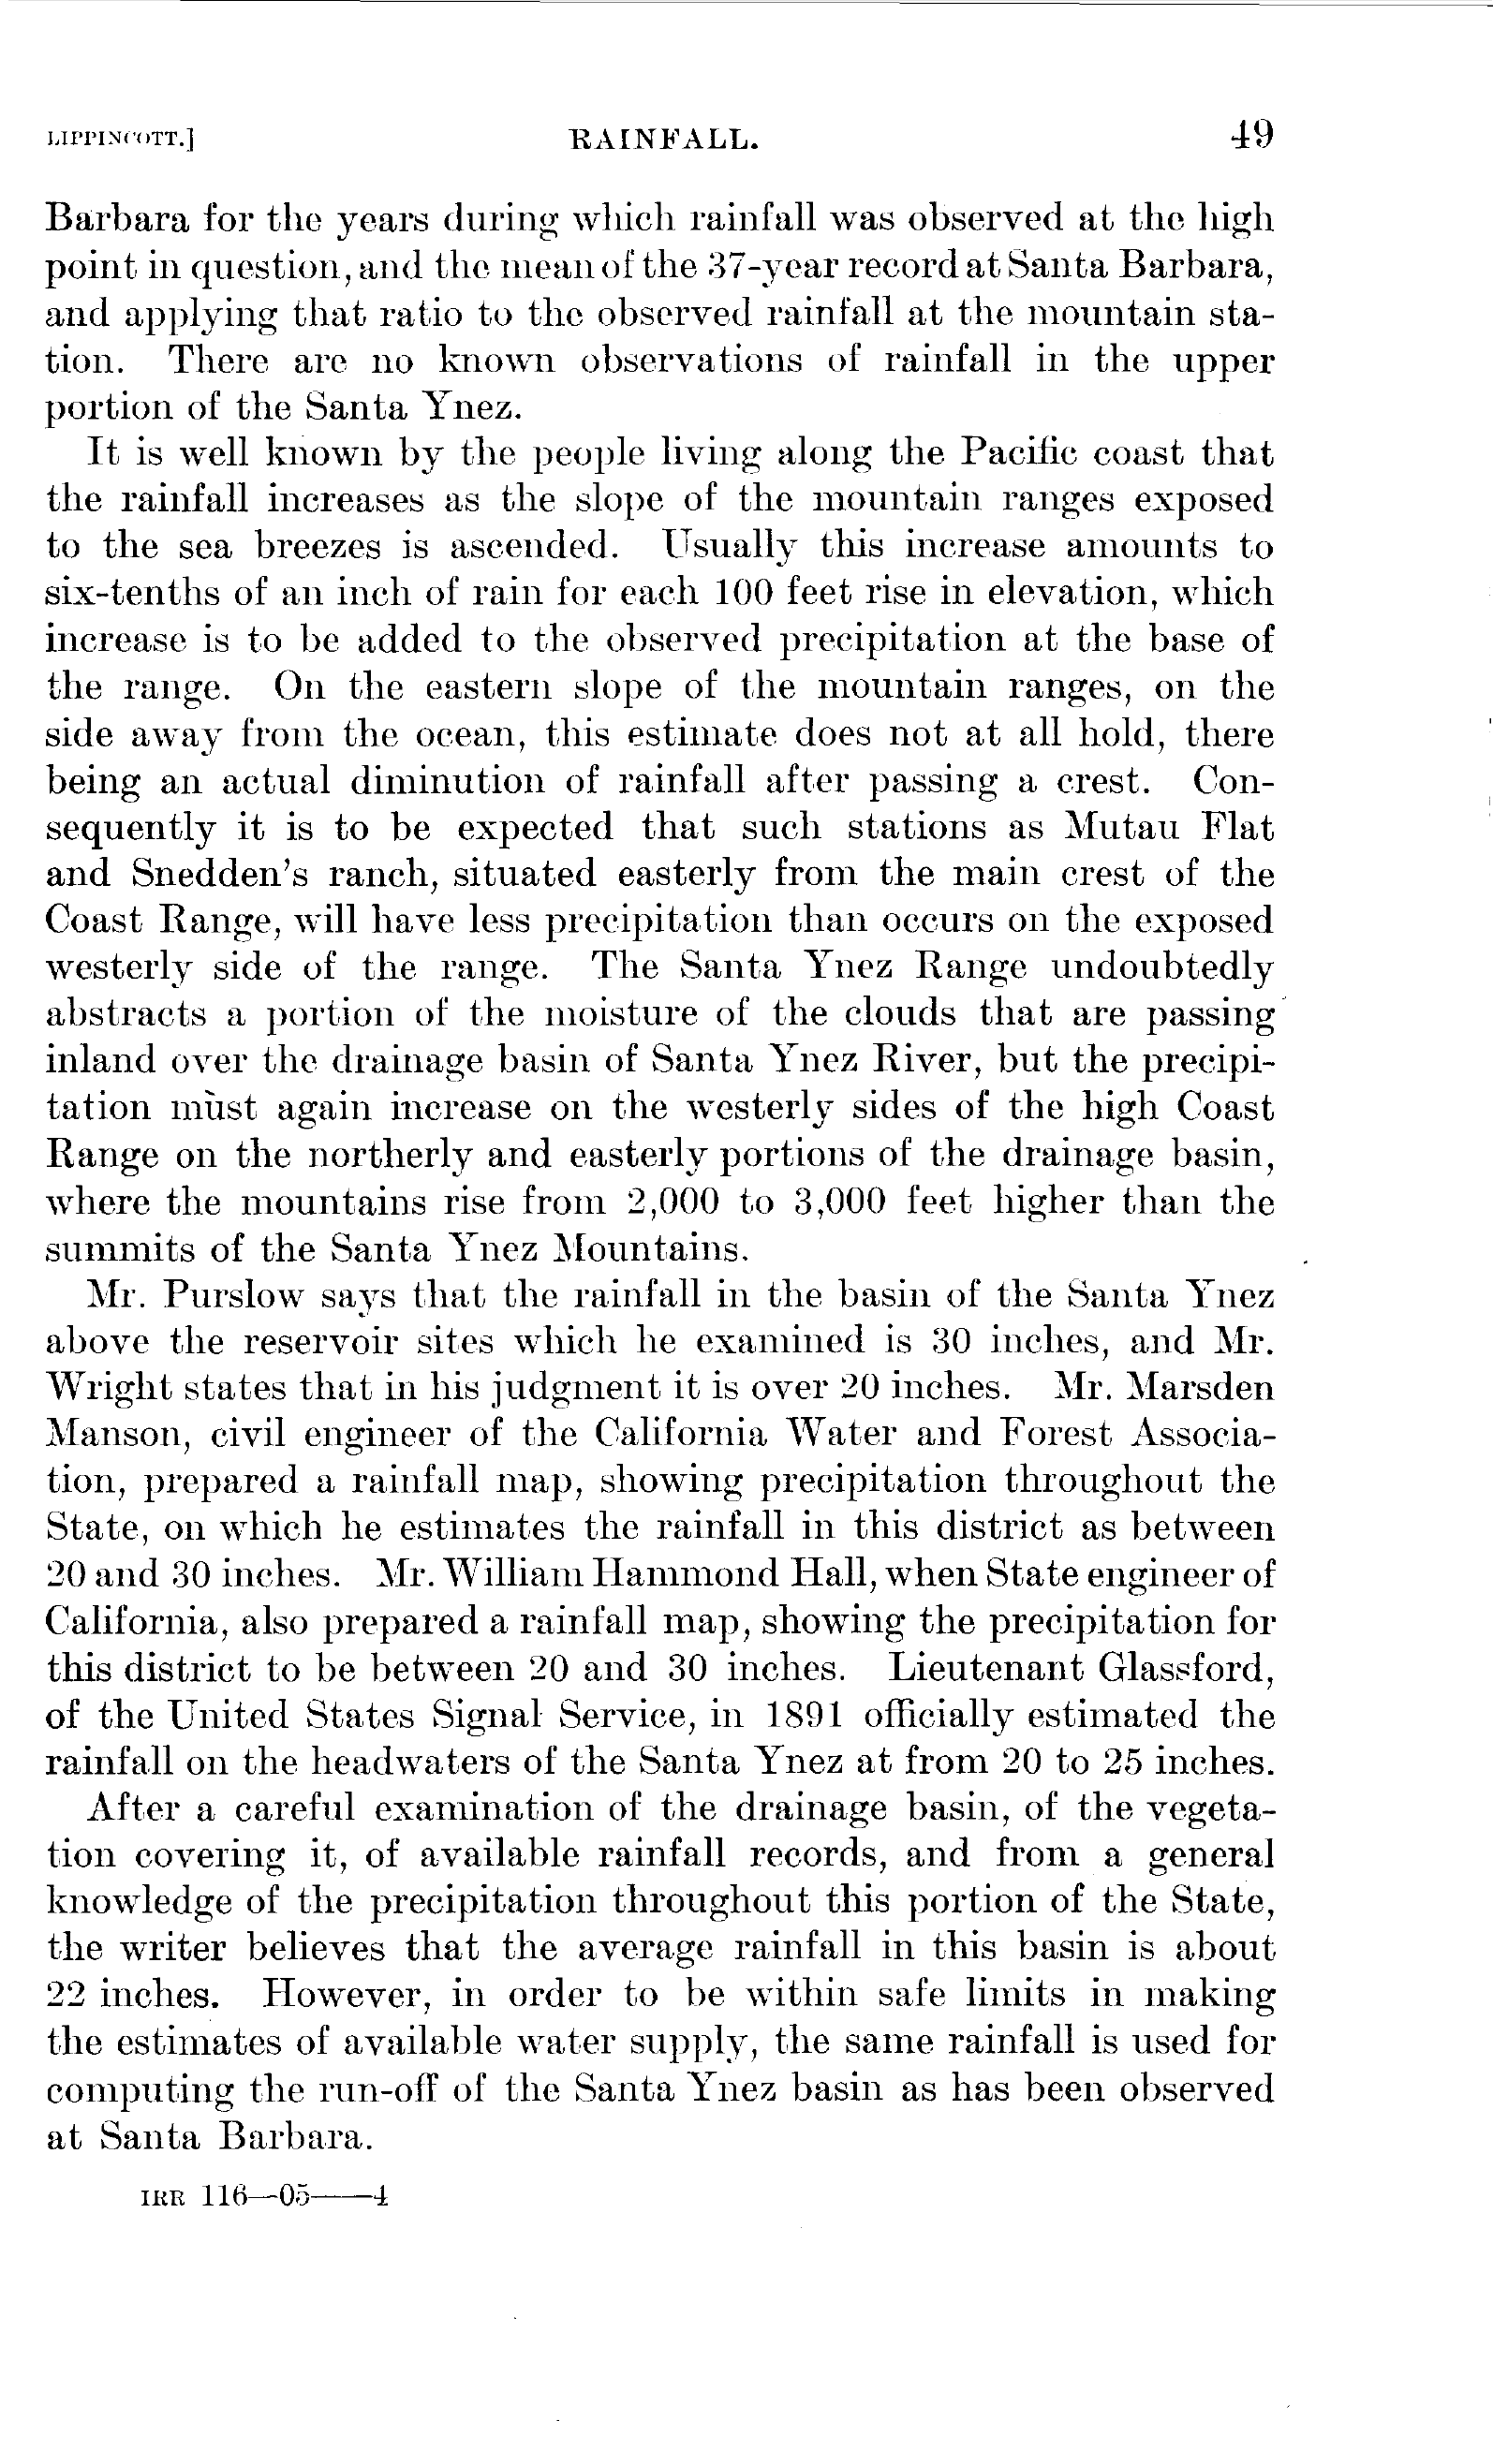 LIPPINCOTT.] RAINFALL. 49
Barbara for the years during which rainfall was observed at the high
point in question, and the mean of the 37-year record at Santa Barbara,
and applying that ratio to the observed rainfall at the mountain sta-
tion. There are no known observations of rainfall in the upper
portion of the Santa Ynez.
It is well known by the people living along the Pacific coast that
the rainfall increases as the slope of the mountain ranges exposed
to the sea breezes is ascended. Usually this increase amounts to
six-tenths of an inch of rain for each 100 feet rise in elevation, which
increase is to be added to the observed precipitation at the base of
the range. On the eastern slope of the mountain ranges, on the
side away from the ocean, this estimate does not at all hold, there
being an actual diminution of rainfall after passing a crest. Con-
sequently it is to be expected that such stations as Mutau Flat
and Snedden's ranch, situated easterly from the main crest of the
Coast Range, will have less precipitation than occurs on the exposed
westerly side of the range. The Santa Ynez Range undoubtedly
abstracts a portion of the moisture of the clouds that are passing
inland over the drainage basin of Santa Ynez River, but the precipi-
tation must again increase on the westerly sides of the high Coast
Range on the northerly and easterly portions of the drainage basin,
where the mountains rise from 2,000 to 3,000 feet higher than the
summits of the Santa Ynez Mountains.
Mr. Purslow says that the rainfall in the basin of the Santa Ynez
above the reservoir sites which he examined is 30 inches, and Mr.
Wright states that in his judgment it is over 20 inches. Mr. Marsden
Manson, civil engineer of the California Water and Forest Associa-
tion, prepared a rainfall map, showing precipitation throughout the
State, on which he estimates the rainfall in this district as between
20 and 30 inches. Mr. William Hammond Hall, when State engineer of
California, also prepared a rainfall map, showing the precipitation for
this district to be between 20 and 30 inches. Lieutenant Glassford,
of the United States Signal Service, in 1891 officially estimated the
rainfall on the headwaters of the Santa Ynez at from 20 to 25 inches.
After a careful examination of the drainage basin, of the vegeta-
tion covering it, of available rainfall records, and from a general
knowledge of the precipitation throughout this portion of the State,
the writer believes that the average rainfall in this basin is about
22 inches. However, in order to be within safe limits in making
the estimates of available water supply, the same rainfall is used for
computing the run-off of the Santa Ynez basin as has been observed
at Santa Barbara.
IRR 116—05——4